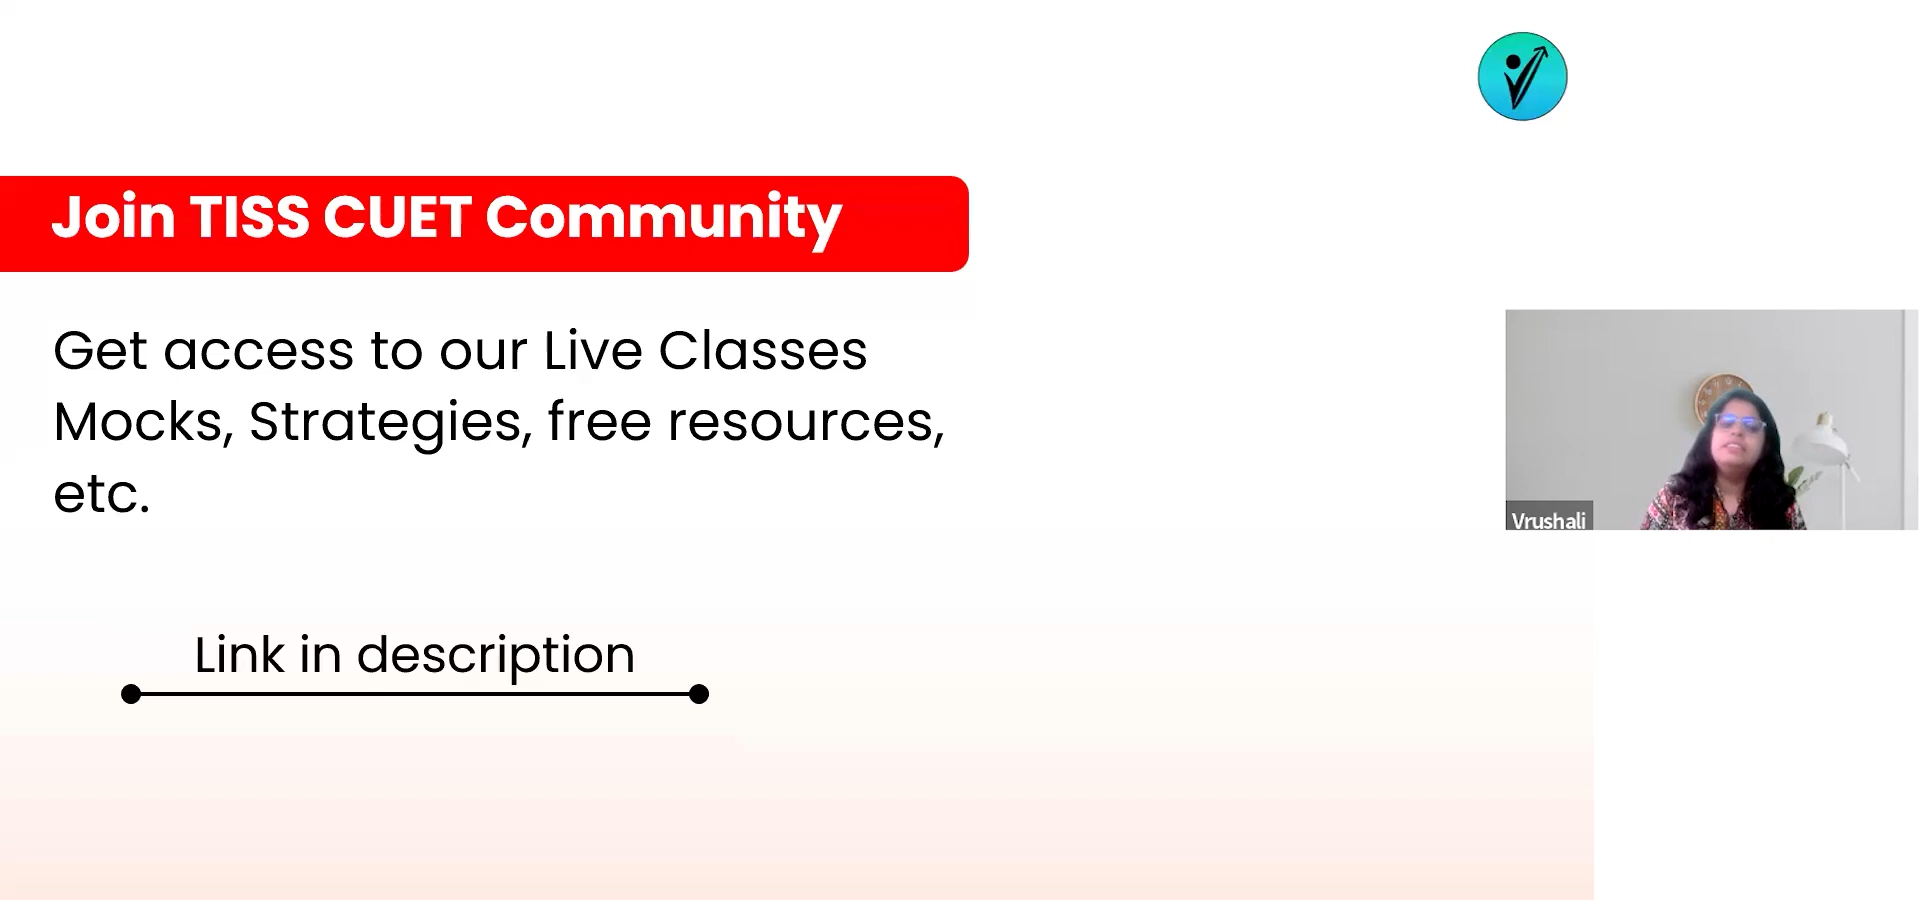 Join TISS CUET Community
Get access to our Live Classes
Mocks, Strategies, free resources,
etc.
Link in description
Vrushali